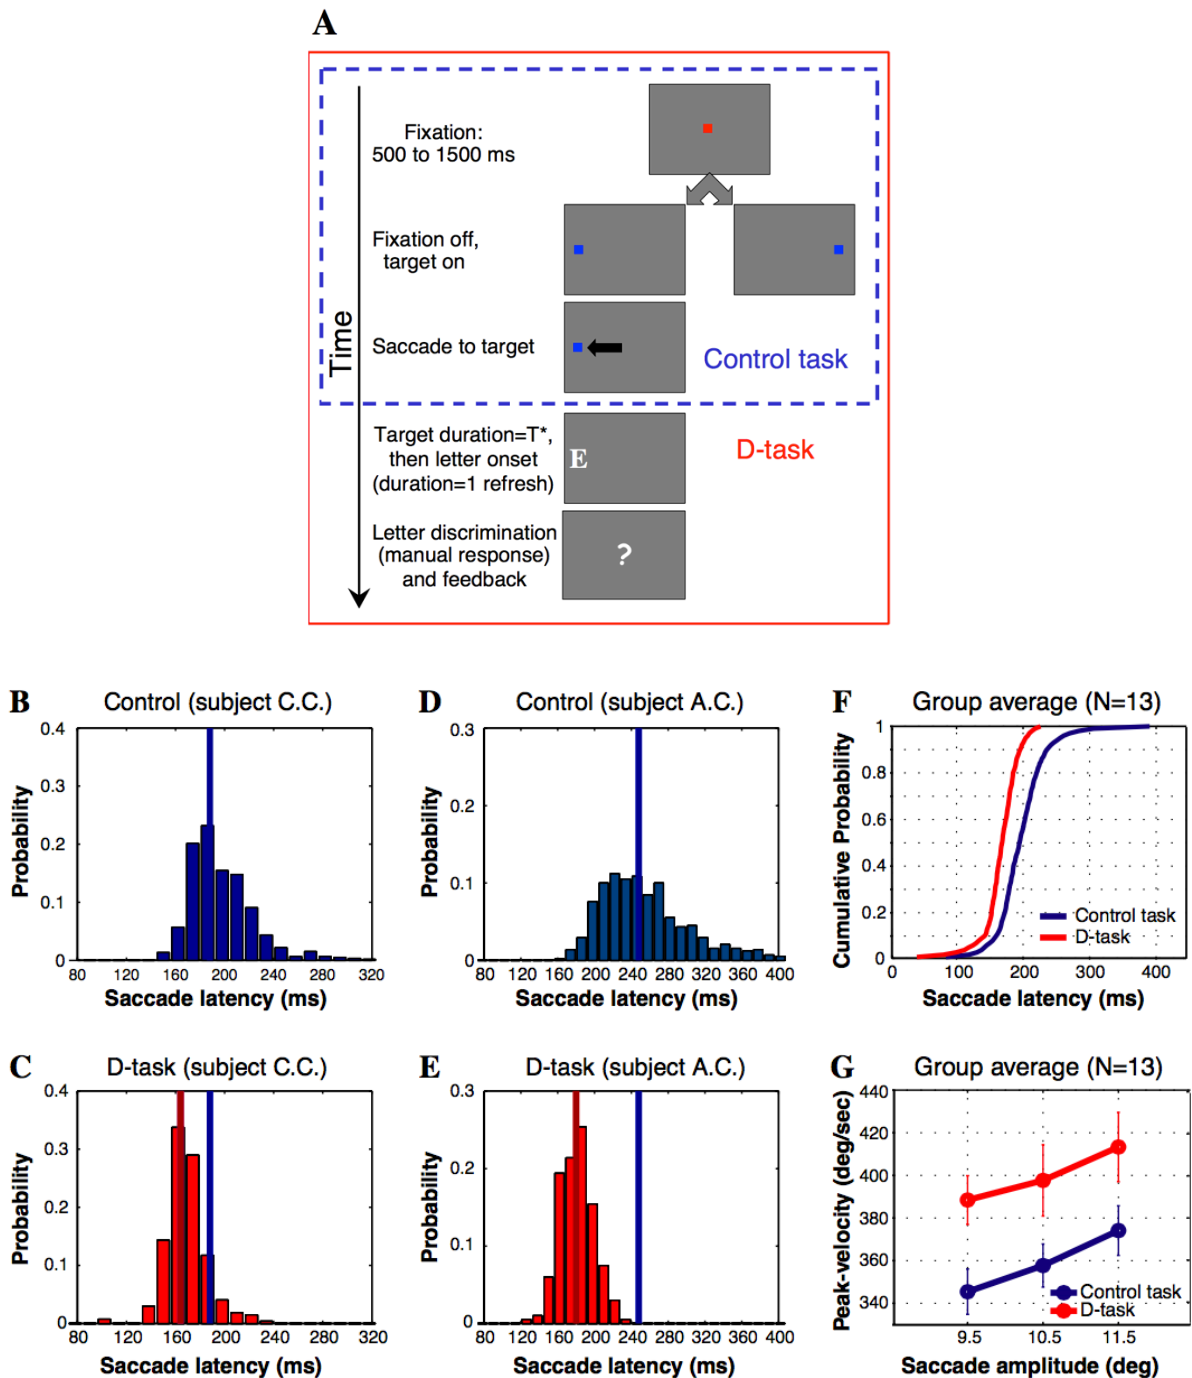 A
Fixation:
500 to 1500 ms
Fixation off,
target on
Saccade to target
Control task
Time
Target duration=T*,
then letter onset
(duration=1 refresh)
E
D-task
Letter discrimination
(manual response)
and feedback
?
B
Control (subject C.C.)
0.4
0.3
0.2
0.1
0
Probability
80 120 160 200 240 280 320
Saccade latency (ms)
D
Control (subject A.C.)
0.3
0.2
0.1
0
Probability
80 120 160 200 240 280 320 360 400
Saccade latency (ms)
F
Group average (N=13)
1
0.8
0.6
0.4
0.2
0
Cumulative Probability
Control task
D-task
0 100 200 300 400
Saccade latency (ms)
C
D-task (subject C.C.)
0.4
0.3
0.2
0.1
0
Probability
80 120 160 200 240 280 320
Saccade latency (ms)
E
D-task (subject A.C.)
0.3
0.2
0.1
0
Probability
80 120 160 200 240 280 320 360 400
Saccade latency (ms)
G
Group average (N=13)
440
420
400
380
360
340
Peak-velocity (deg/sec)
Control task
D-task
9.5 10.5 11.5
Saccade amplitude (deg)